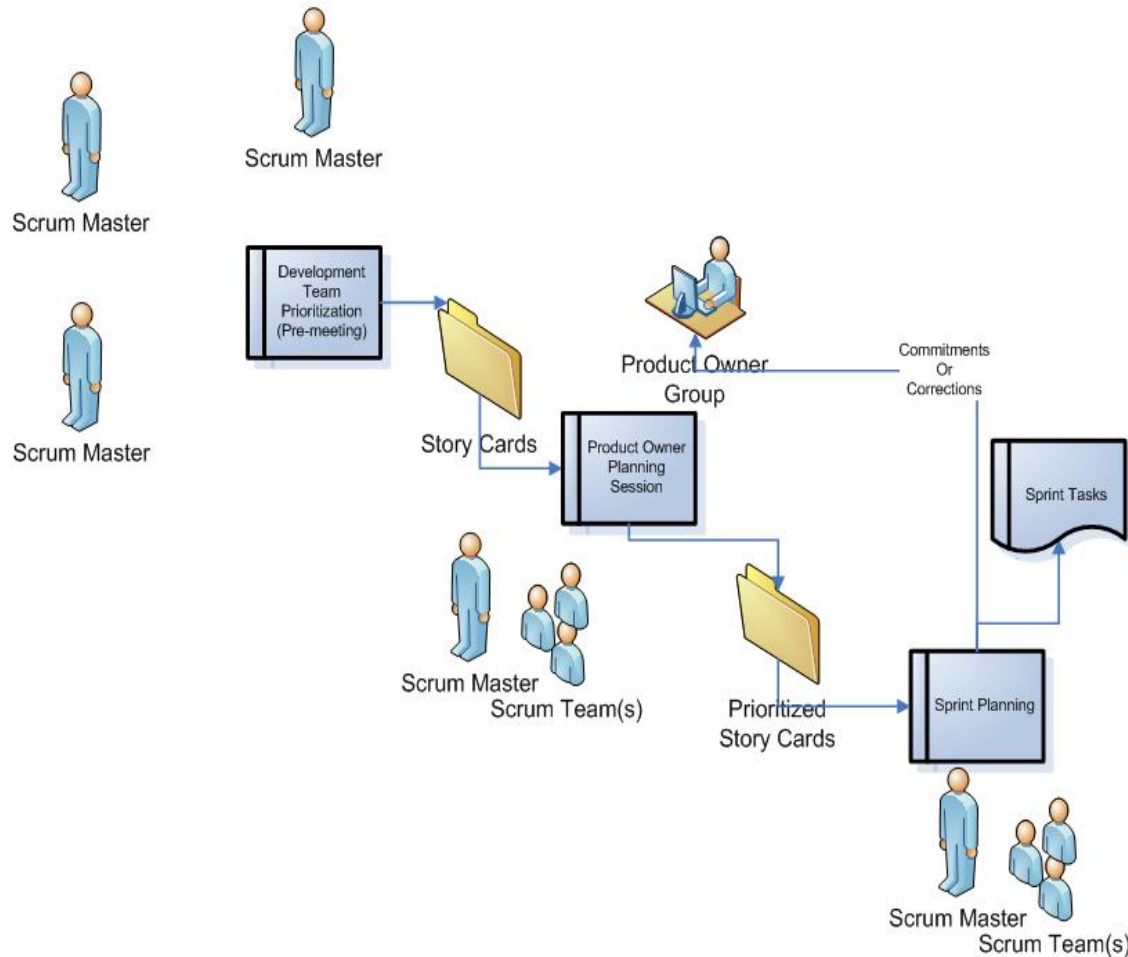 Scrum Master
Scrum Master
Scrum Master
Development
Team
Prioritization
(Pre-meeting)
Story Cards
Product Owner
Group
Commitments
Or
Corrections
Product Owner
Planning
Session
Sprint Tasks
Scrum Master
Scrum Team(s)
Prioritized
Story Cards
Sprint Planning
Scrum Master
Scrum Team(s)